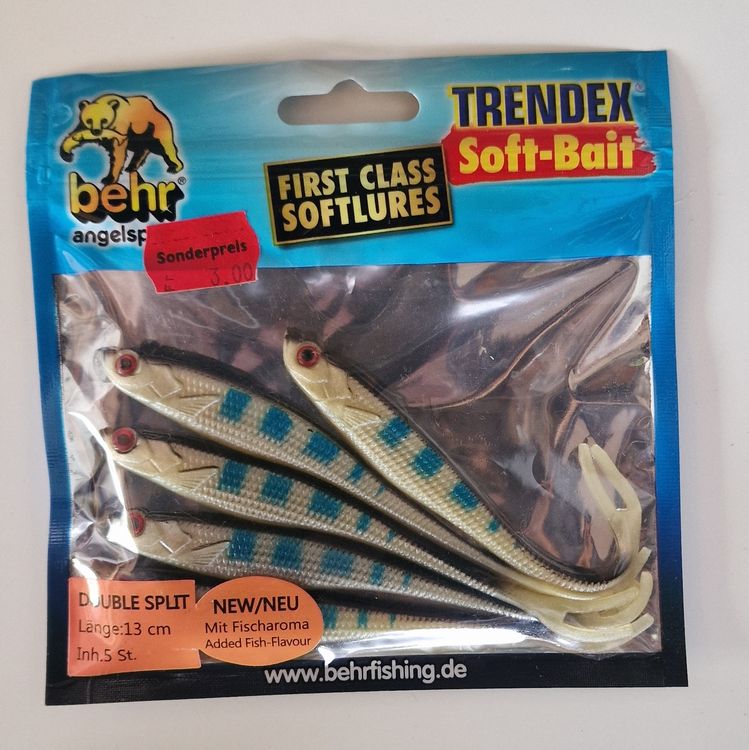 behr®
angelsp
Sonderpreis
3.00
FIRST CLASS
SOFTLURES
TRENDEX®
Soft-Bait
DOUBLE SPLIT
Länge:13 cm
Inh.5 St.
NEW/NEU
Mit Fischaroma
Added Fish-Flavour
www.behrfishing.de